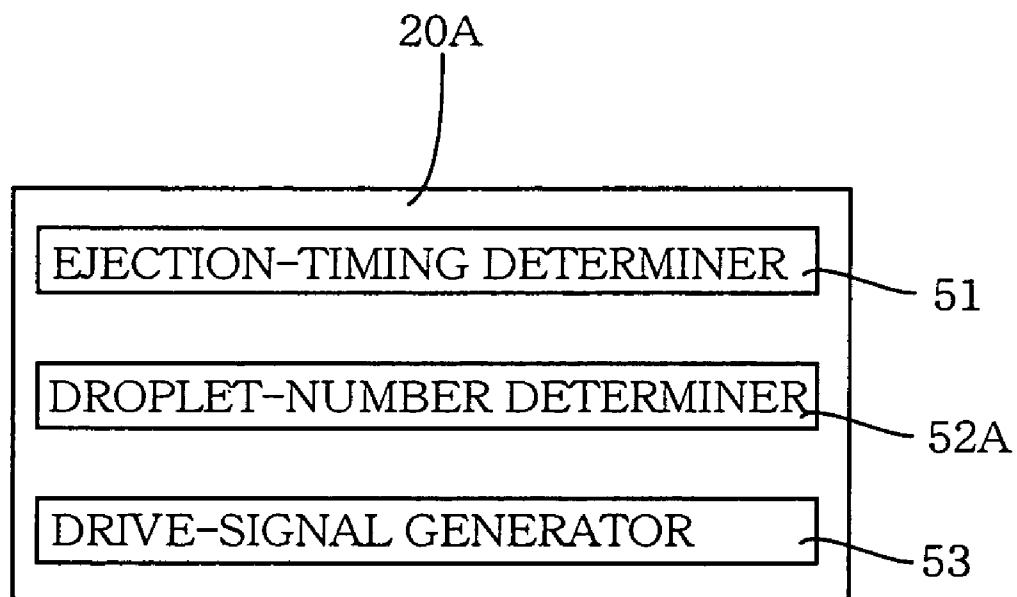 20A
EJECTION-TIMING DETERMINER
51
DROPLET-NUMBER DETERMINER
52A
DRIVE-SIGNAL GENERATOR
53